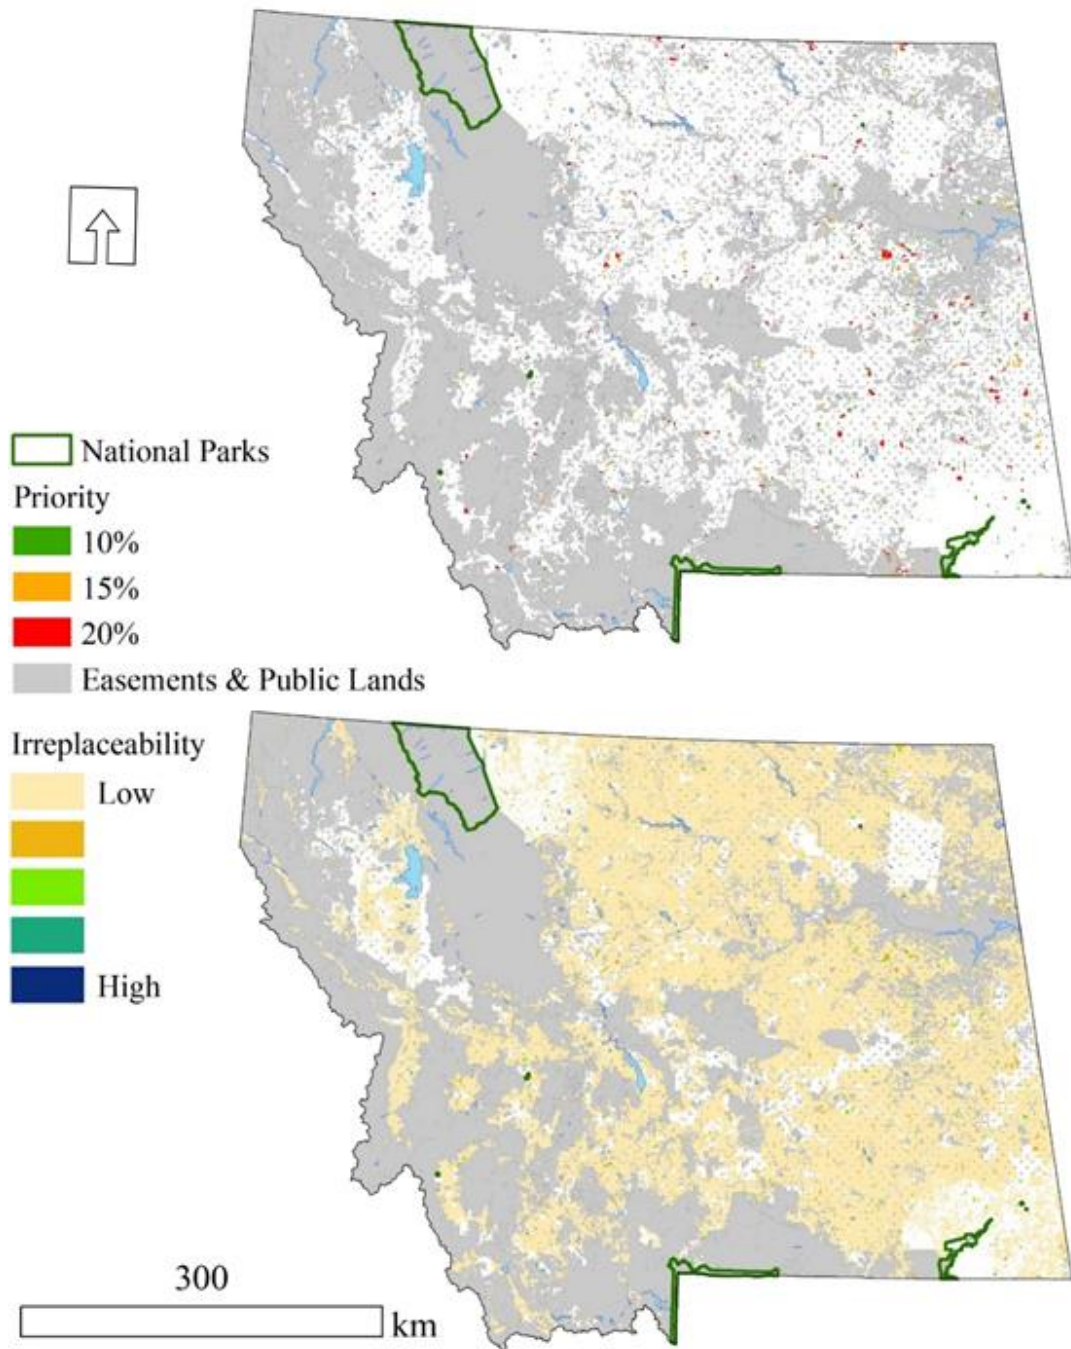 National Parks
Priority
10%
15%
20%
Easements & Public Lands
Irreplaceability
Low
High
300
km